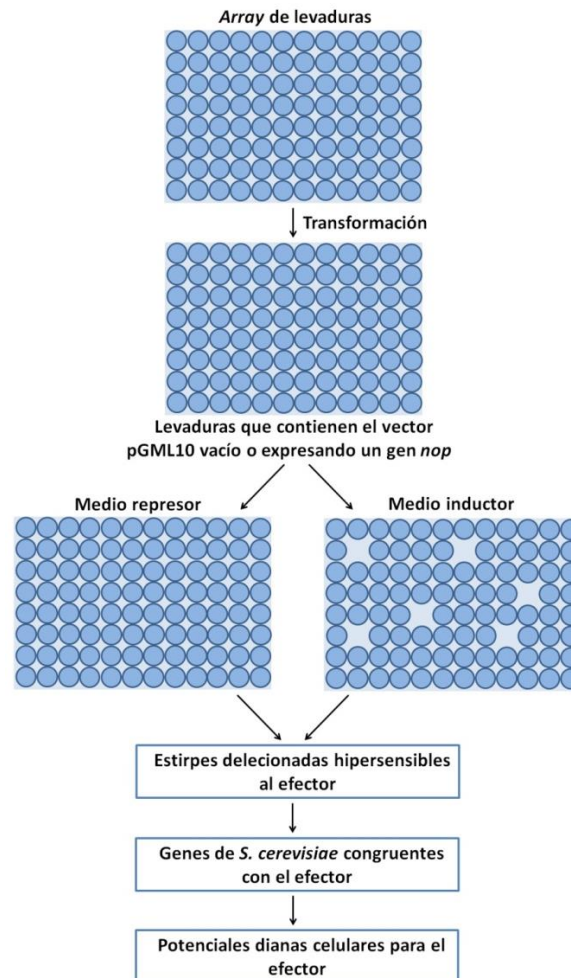 Array de levaduras
Transformación
Levaduras que contienen el vector
pGML10 vacío o expresando un gen nop
Medio represor
Medio inductor
Estirpes delecionadas hipersensibles
al efector
Genes de S. cerevisiae congruentes
con el efector
Potenciales dianas celulares para el
efector